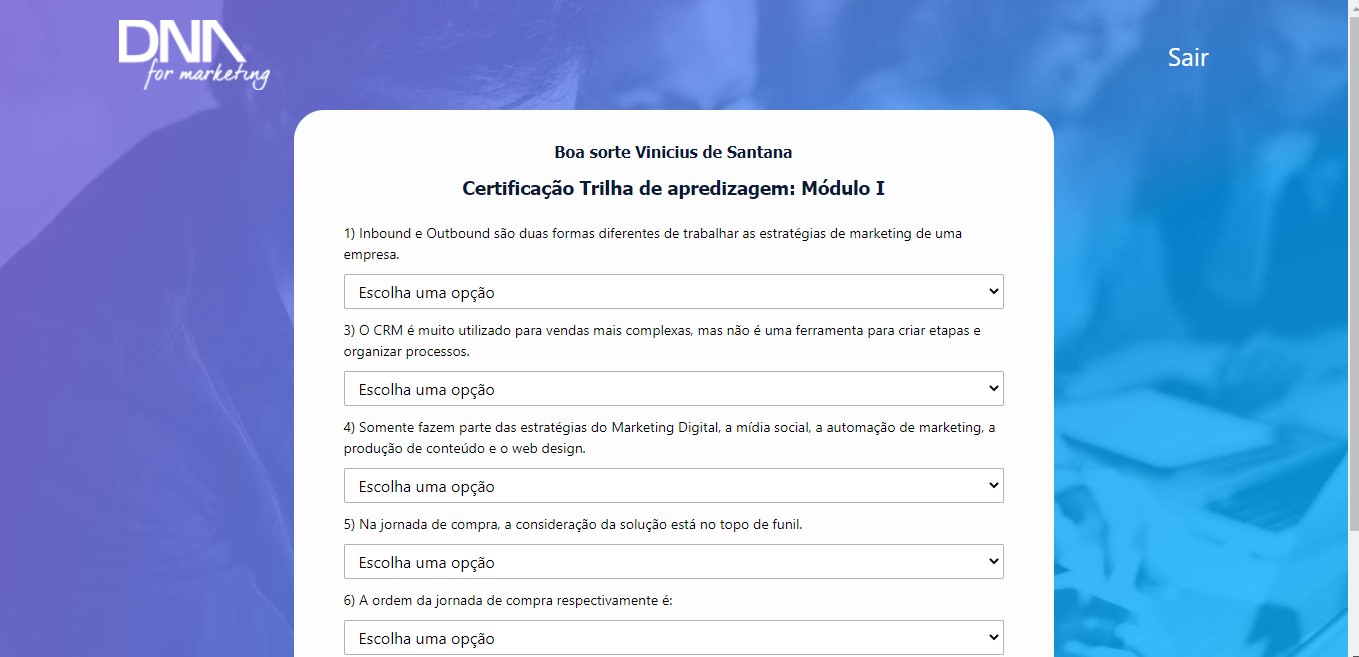 DNA
for marketing
Sair
Boa sorte Vinicius de Santana
Certificação Trilha de apredizagem: Módulo I
1) Inbound e Outbound são duas formas diferentes de trabalhar as estratégias de marketing de uma
empresa.
Escolha uma opção
3) O CRM é muito utilizado para vendas mais complexas, mas não é uma ferramenta para criar etapas e
organizar processos.
Escolha uma opção
4) Somente fazem parte das estratégias do Marketing Digital, a mídia social, a automação de marketing, a
produção de conteúdo e o web design.
Escolha uma opção
5) Na jornada de compra, a consideração da solução está no topo de funil.
Escolha uma opção
6) A ordem da jornada de compra respectivamente é:
Escolha uma opção